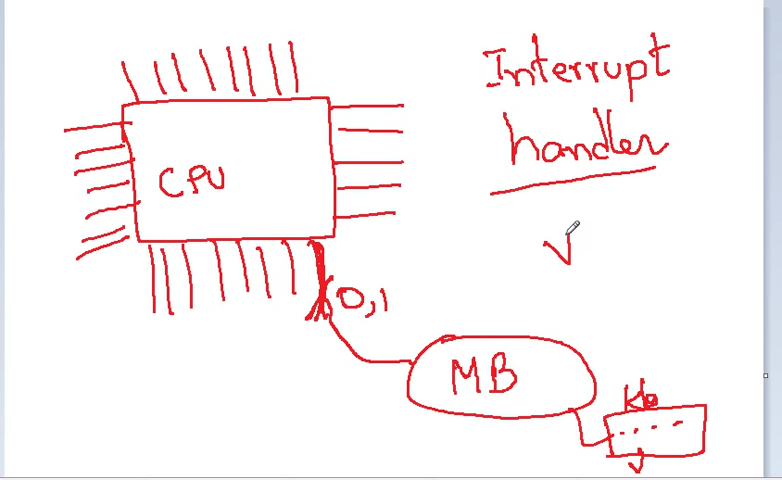 Interrupt
handler
CPU
0,1
MB
kb